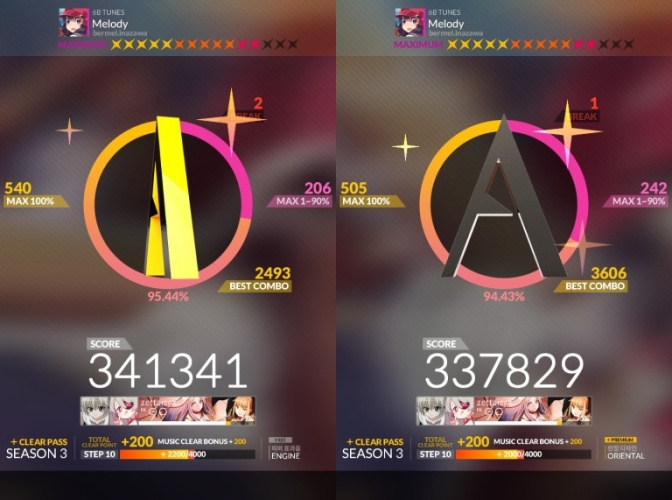 6B TUNES
Melody
bermei.inazawa
MAXIMUM
2
BREAK
540
MAX 100%
206
MAX 1~90%
2493
BEST COMBO
95.44%
SCORE
341341
+ CLEAR PASS
SEASON 3
TOTAL
CLEAR POINT
+200
MUSIC CLEAR BONUS + 200
STEP 10
+ 2200/4000
ENGINE
6B TUNES
Melody
bermei.inazawa
MAXIMUM
1
BREAK
A
505
MAX 100%
242
MAX 1~90%
3606
BEST COMBO
94.43%
SCORE
337829
+ CLEAR PASS
SEASON 3
TOTAL
CLEAR POINT
+200
MUSIC CLEAR BONUS + 200
STEP 10
+ 2000/4000
+ PREMIUM
ORIENTAL